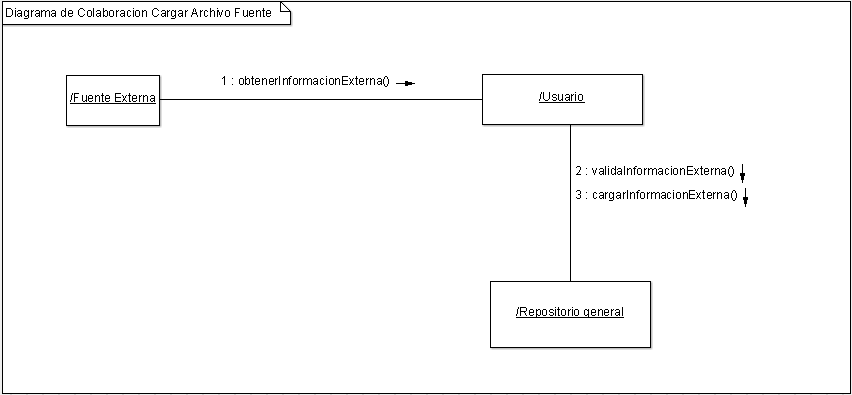 Diagrama de Colaboracion Cargar Archivo Fuente
1 : obtenerInformacionExterna()
/Fuente Externa
/Usuario
2 : validaInformacionExterna()
3 : cargarInformacionExterna()
/Repositorio general